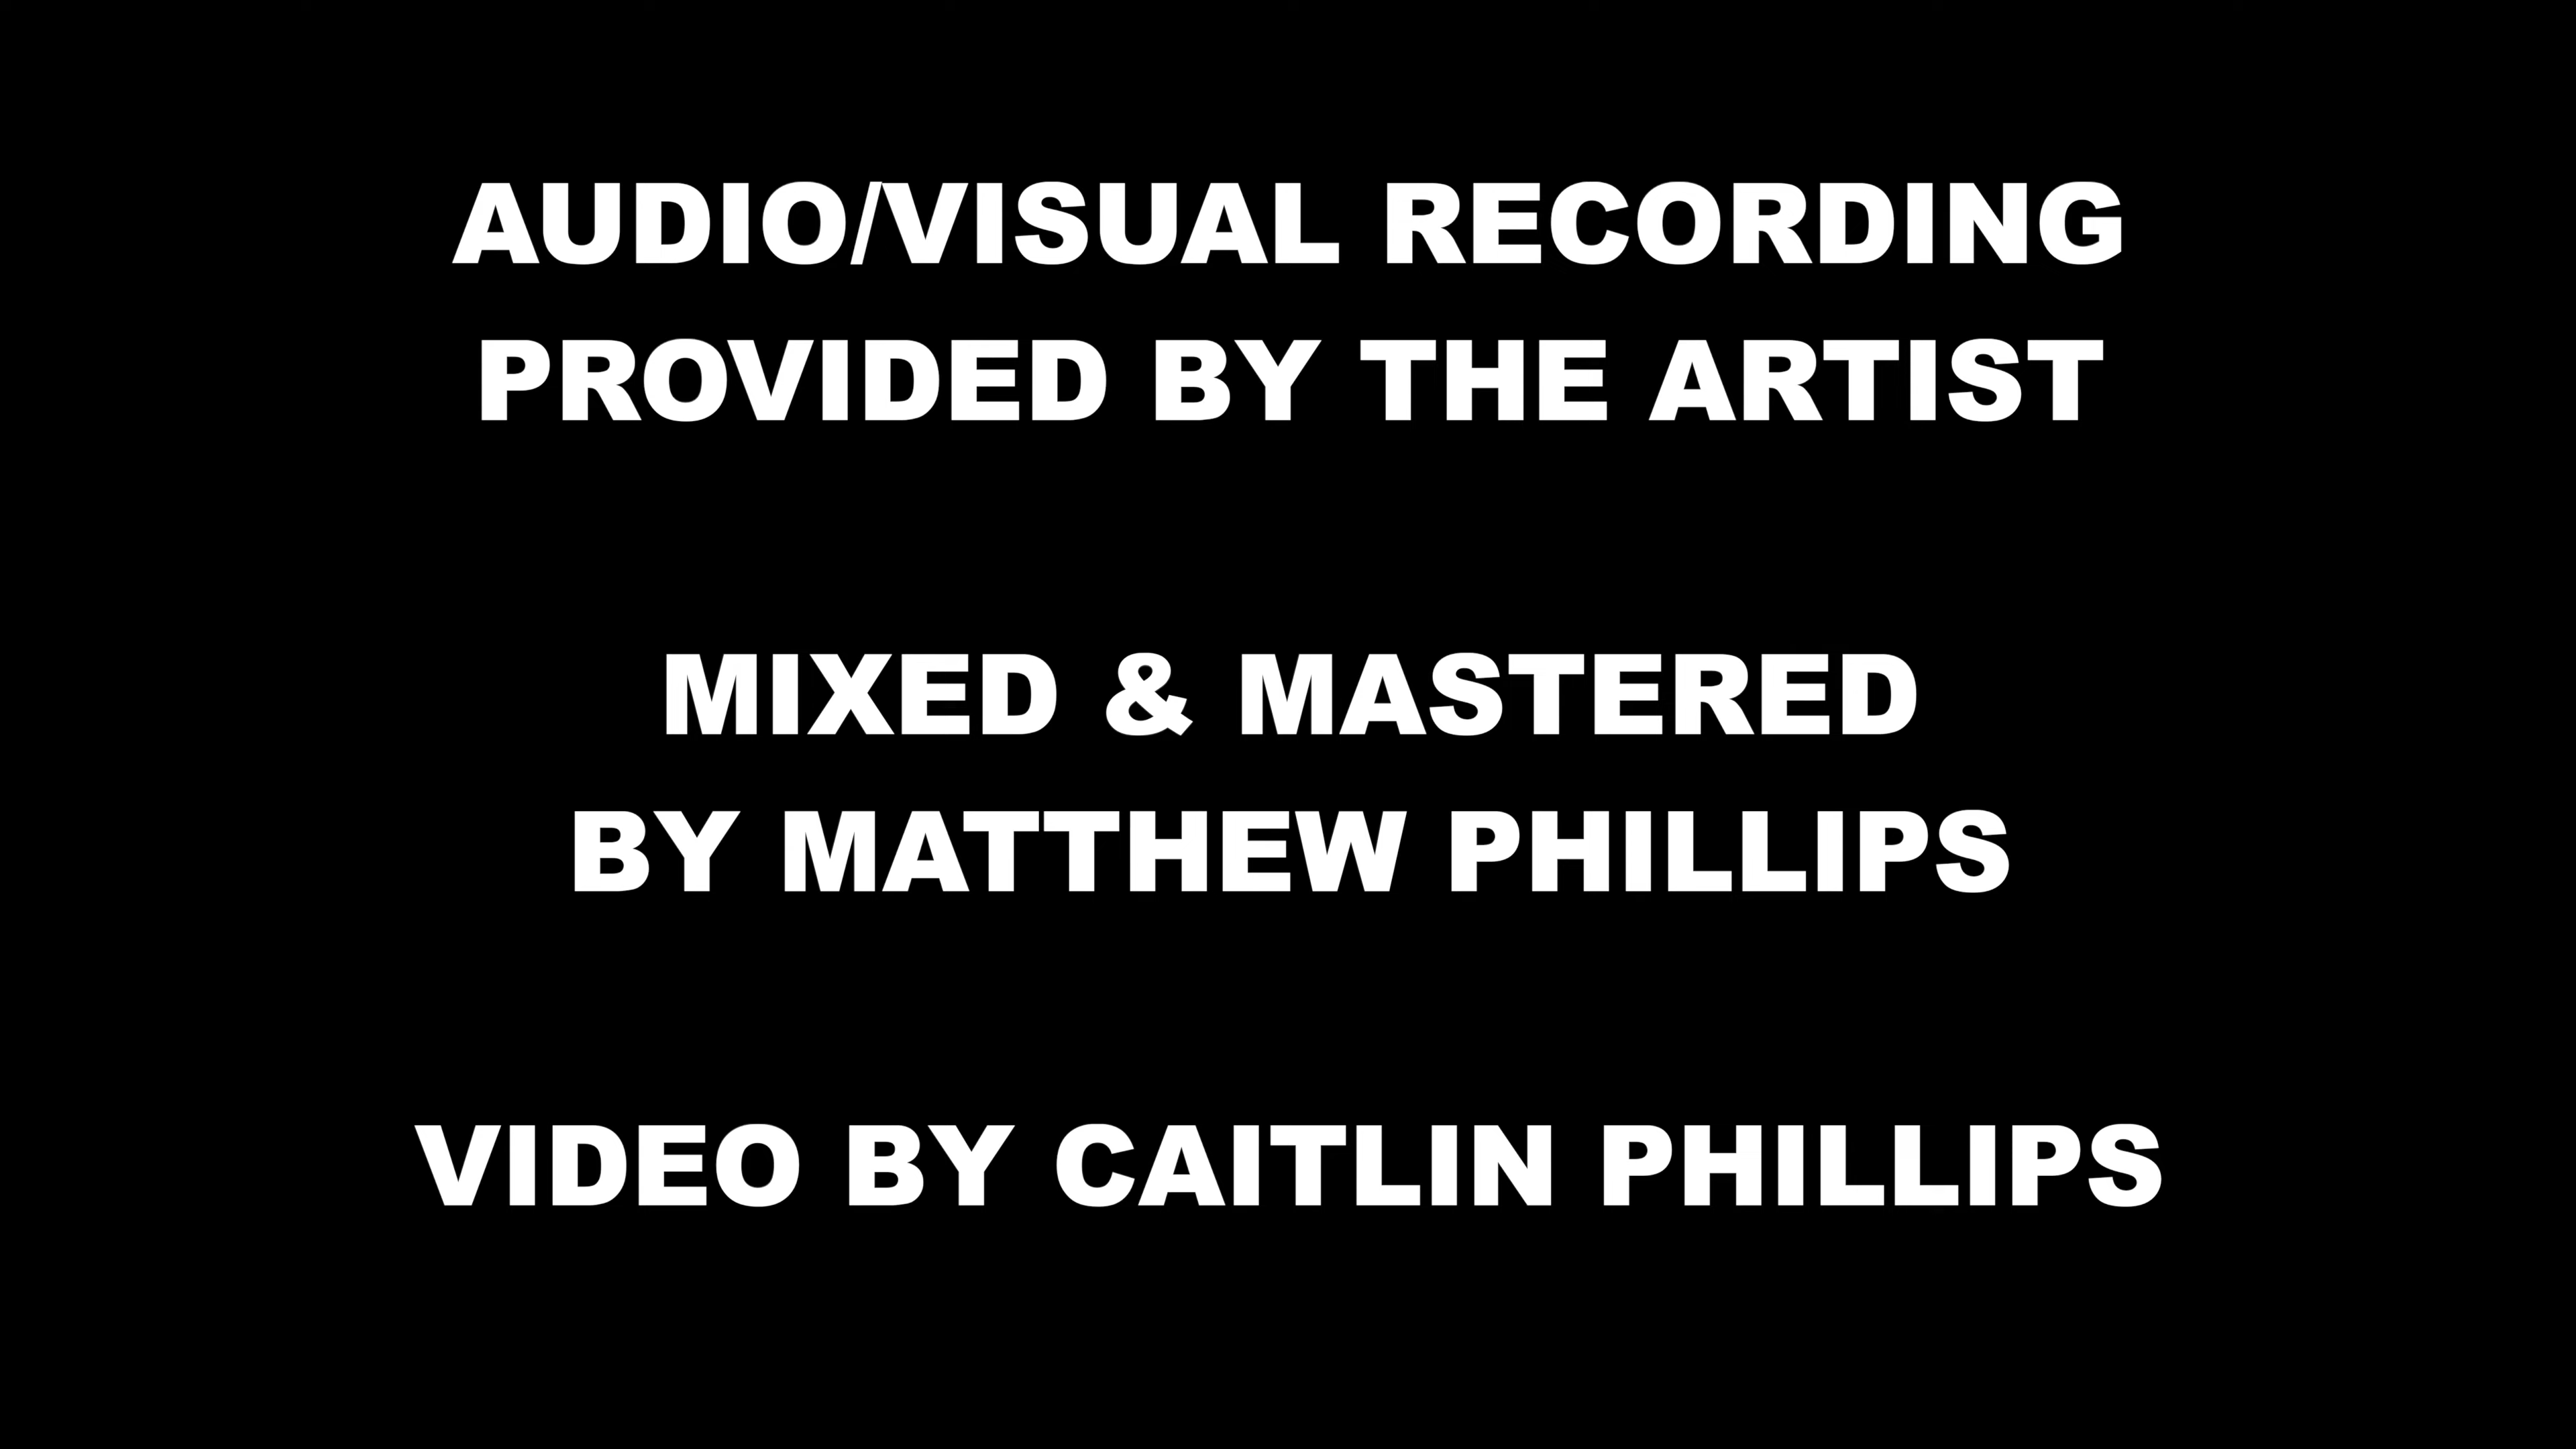 AUDIO/VISUAL RECORDING
PROVIDED BY THE ARTIST
MIXED & MASTERED
BY MATTHEW PHILLIPS
VIDEO BY CAITLIN PHILLIPS